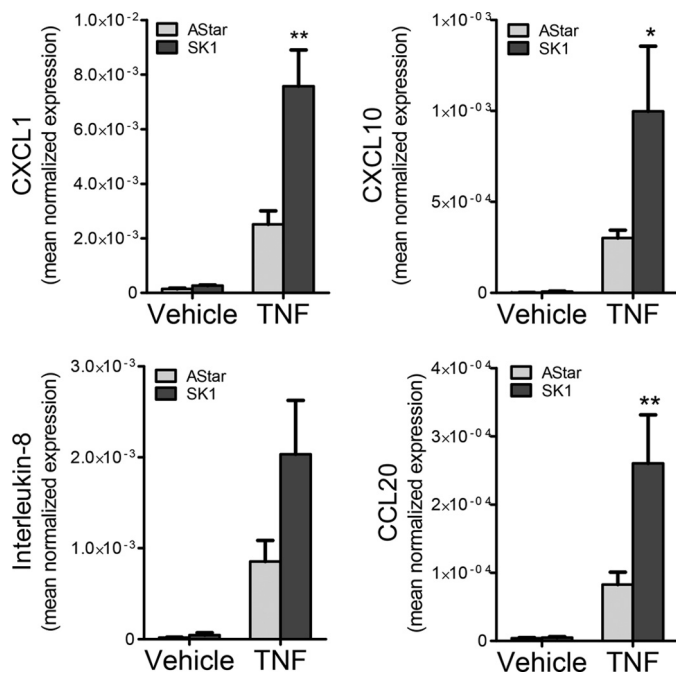 CXCL1
(mean normalized expression)
1.0×10⁻²
8.0×10⁻³
6.0×10⁻³
4.0×10⁻³
2.0×10⁻³
0
AStar
SK1
**
Vehicle TNF
CXCL10
(mean normalized expression)
1×10⁻⁰³
1×10⁻⁰³
5×10⁻⁰⁴
0
AStar
SK1
*
Vehicle TNF
Interleukin-8
(mean normalized expression)
3.0×10⁻³
2.0×10⁻³
1.0×10⁻³
0
AStar
SK1
Vehicle TNF
CCL20
(mean normalized expression)
4×10⁻⁰⁴
3×10⁻⁰⁴
2×10⁻⁰⁴
1×10⁻⁰⁴
0
AStar
SK1
**
Vehicle TNF